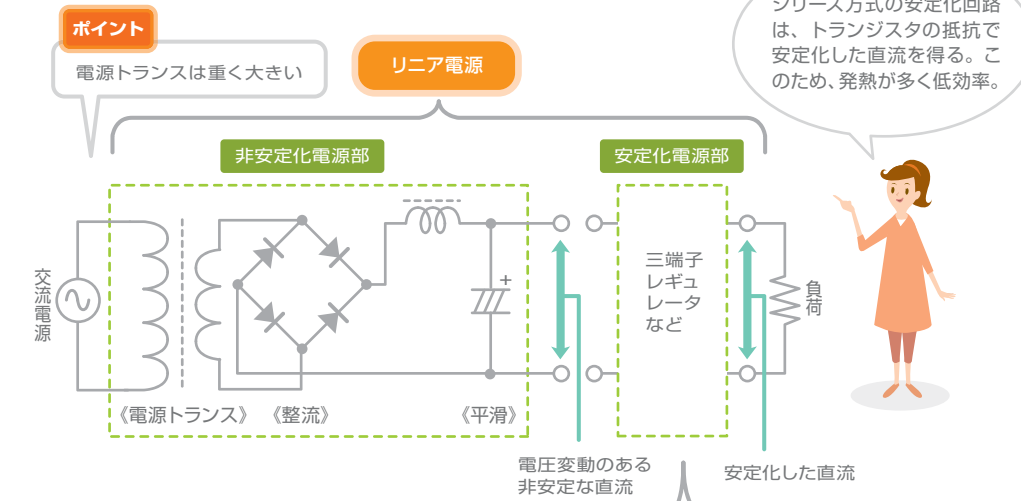 ポイント
電源トランスは重く大きい
リニア電源
シリーズ方式の安定化回路
は、トランジスタの抵抗で
安定化した直流を得る。こ
のため、発熱が多く低効率。
非安定化電源部
安定化電源部
交流電源
+
三端子
レギュ
レータ
など
負荷
《電源トランス》
《整流》
《平滑》
電圧変動のある
非安定な直流
安定化した直流